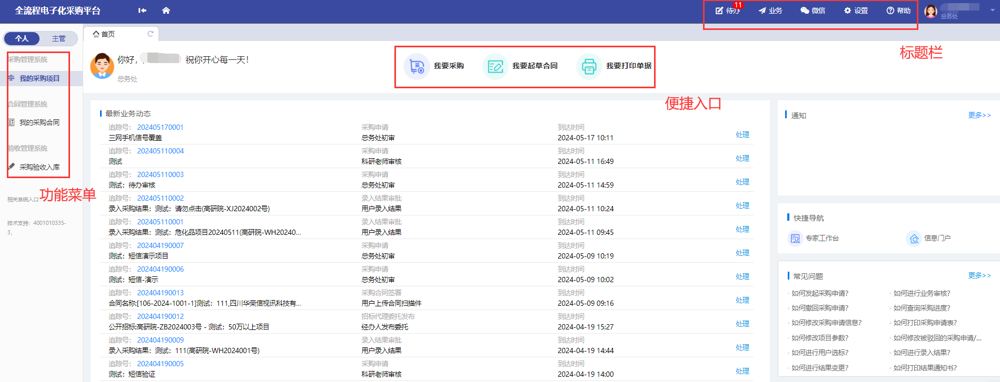 全流程电子化采购平台
待办
11
业务
微信
设置
帮助
总务处
标题栏
个人
主管
采购管理系统
我的采购项目
合同管理系统
我的采购合同
验收管理系统
采购验收入库
功能菜单
相关系统入口
技术支持：4001010335-
3,
首页
你好,
祝你开心每一天!
总务处
我要采购
我要起草合同
我要打印单据
便捷入口
最新业务动态
追踪号： 202405170001 采购申请 到达时间
三网手机信号覆盖 总务处初审 2024-05-17 10:11 处理
追踪号： 202405110004 采购申请 到达时间
测试 科研老师审核 2024-05-11 16:49 处理
追踪号： 202405110003 采购申请 到达时间
测试：待办审核 总务处初审 2024-05-11 14:59 处理
追踪号： 202405110002 录入结果审批 到达时间
录入采购结果：测试：请勿点击(高研院-XJ2024002号) 用户录入结果 2024-05-11 10:24 处理
追踪号： 202405110001 录入结果审批 到达时间
录入采购结果：测试：危化品项目20240511(高研院-WH20240... 用户录入结果 2024-05-11 09:45 处理
追踪号： 202404190007 采购申请 到达时间
测试：短信演示项目 总务处初审 2024-05-09 10:19 处理
追踪号： 202404190006 采购申请 到达时间
测试：短信-演示 总务处初审 2024-05-09 10:02 处理
追踪号： 202404190013 采购合同签署 到达时间
合同名称:[106-2024-1001-1]测试：111,四川华荣信视讯科技有... 用户上传合同扫描件 2024-05-09 09:16 处理
追踪号： 202404190012 招标代理委托发布 到达时间
公开招标:高研院-ZB2024003号 - 测试：50万以上项目 经办人发布委托 2024-04-19 15:27 处理
追踪号： 202404190009 录入结果审批 到达时间
录入采购结果：测试：111(高研院-WH2024001号) 用户录入结果 2024-04-19 14:44 处理
追踪号： 202404190005 采购申请 到达时间
测试：短信验证 科研老师审核 2024-04-19 14:00 处理
通知 更多>>
快捷导航
专家工作台 信息门户
常见问题 更多>>
如何发起采购申请? 如何进行业务审核?
如何撤回采购申请? 如何查询采购进度?
如何修改采购申请信息? 如何打印采购申请表?
如何修改项目参数? 如何修改被驳回的采购申请/...
如何进行用户选标? 如何进行录入结果?
如何进行结果变更? 如何打印结果通知书?